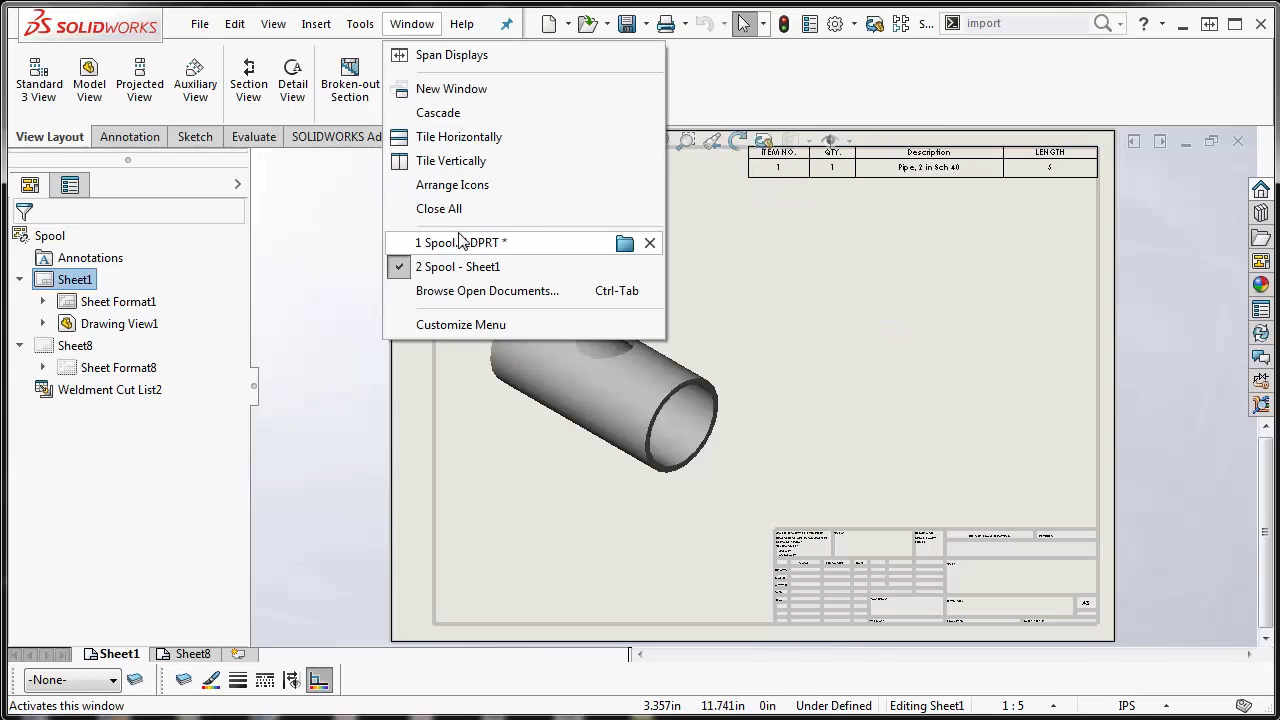 SOLIDWORKS File Edit View Insert Tools Window Help S... import ?
Standard 3 View
Model View
Projected View
Auxiliary View
Section View
Detail View
Broken-out Section
View Layout Annotation Sketch Evaluate SOLIDWORKS Ad
Span Displays
New Window
Cascade
Tile Horizontally
Tile Vertically
Arrange Icons
Close All
2 Spool - Sheet1
Browse Open Documents... Ctrl-Tab
Customize Menu
ITEM NO. QTY. Description LENGTH
1 1 Pipe, 2 in Sch 40
Spool
Annotations
Sheet1
Sheet Format1
Drawing View1
Sheet8
Sheet Format8
Weldment Cut List2
A3
Sheet1 Sheet8
-None-
Activates this window 3.357in 11.741in 0in Under Defined Editing Sheet1 1 : 5 IPS